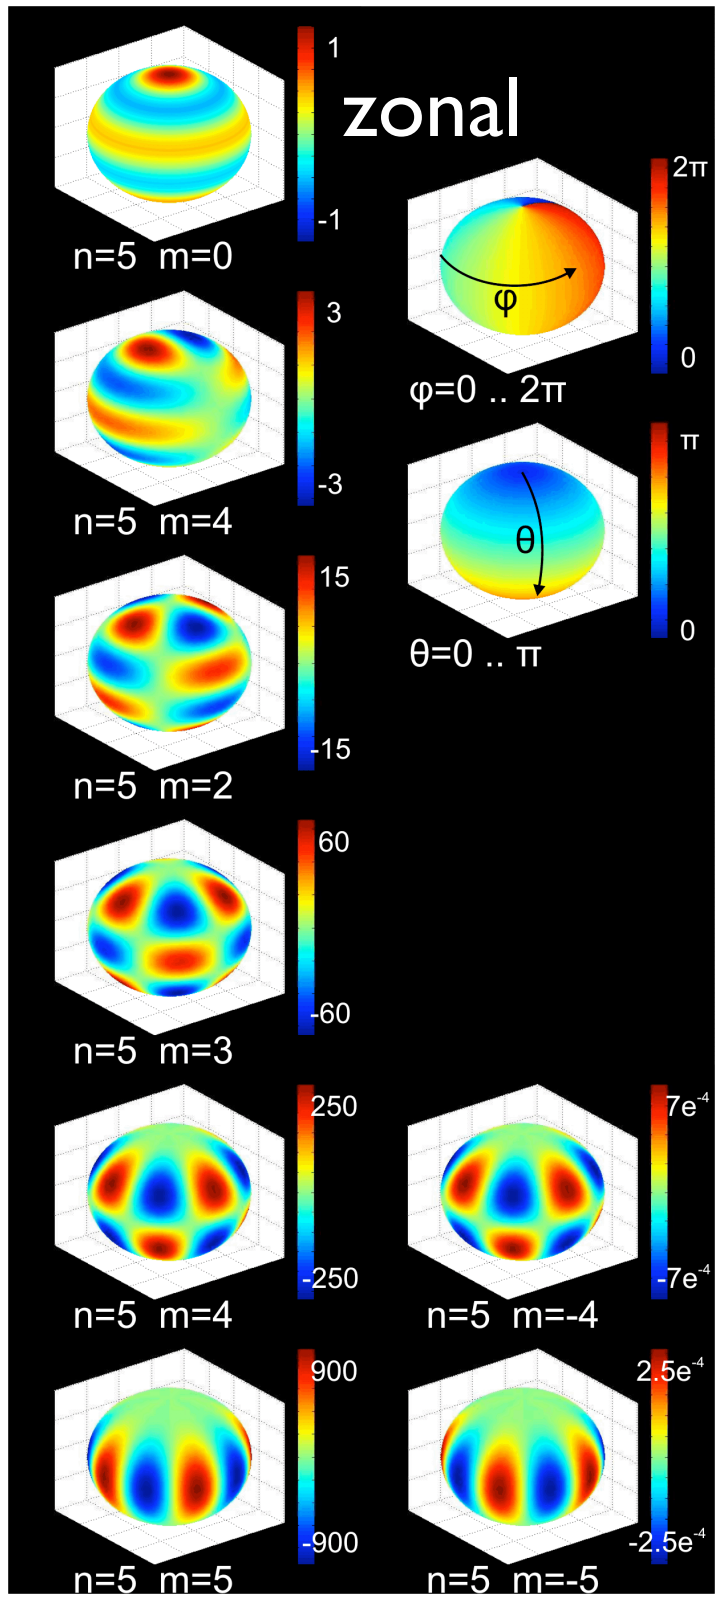 1
zonal
-1
n=5 m=0
2π
φ
0
φ=0 .. 2π
3
-3
n=5 m=4
π
θ
0
θ=0 .. π
15
-15
n=5 m=2
60
-60
n=5 m=3
250
-250
n=5 m=4
7e⁻⁴
-7e⁻⁴
n=5 m=-4
900
-900
n=5 m=5
2.5e⁻⁴
-2.5e⁻⁴
n=5 m=-5